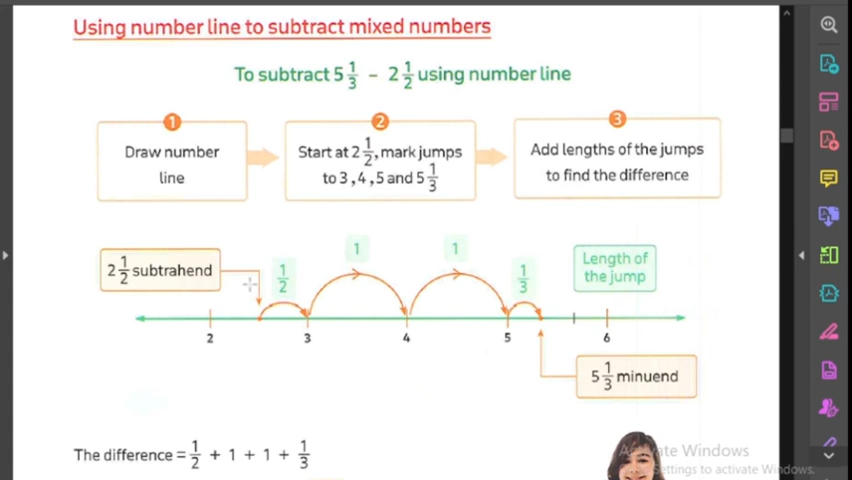 Using number line to subtract mixed numbers
To subtract 5 1/3 - 2 1/2 using number line
1
Draw number
line
2
Start at 2 1/2, mark jumps
to 3 , 4 , 5 and 5 1/3
3
Add lengths of the jumps
to find the difference
2 1/2 subtrahend
1/2
1
1
1/3
Length of
the jump
2 3 4 5 6
5 1/3 minuend
The difference = 1/2 + 1 + 1 + 1/3
Activate Windows
Settings to activate Windows.